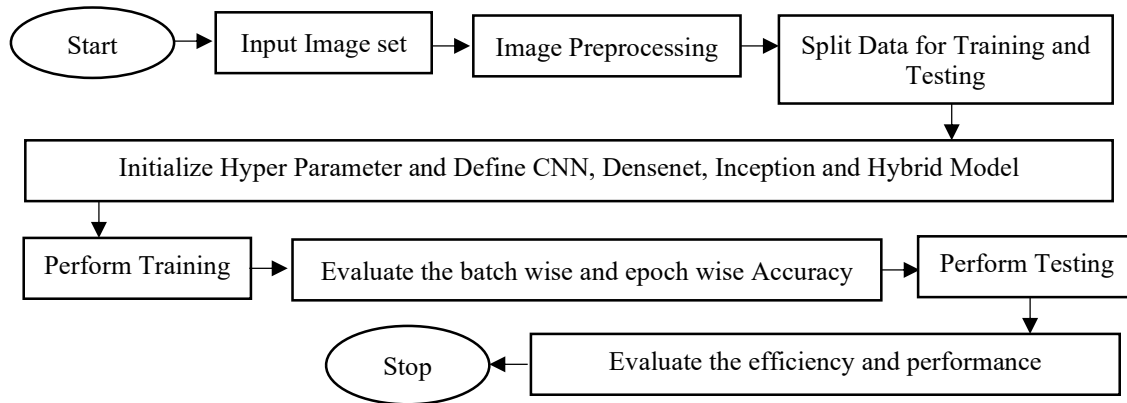 Start
Input Image set
Image Preprocessing
Split Data for Training and
Testing
Initialize Hyper Parameter and Define CNN, Densenet, Inception and Hybrid Model
Perform Training
Evaluate the batch wise and epoch wise Accuracy
Perform Testing
Stop
Evaluate the efficiency and performance